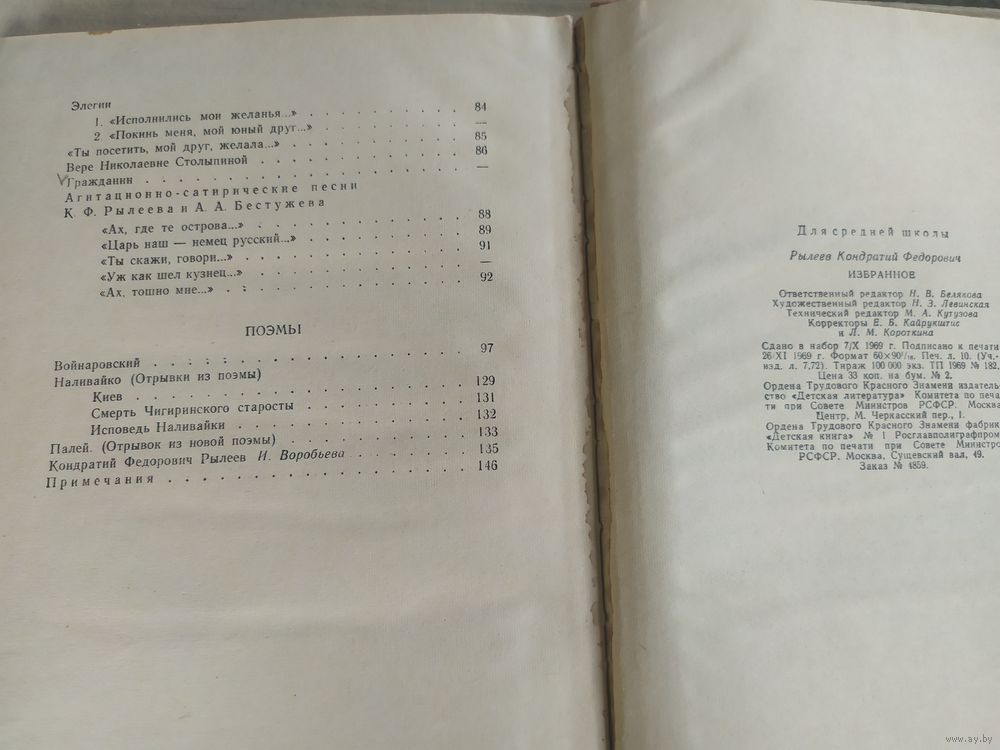 Элегии
1. «Исполнились мои желанья...» . . . . . . . . 84
2. «Покинь меня, мой юный друг...» . . . . . . . —
«Ты посетить, мой друг, желала...» . . . . . . . . 85
Вере Николаевне Столыпиной . . . . . . . . . 86
Гражданин . . . . . . . . . . . . . —
Агитационно-сатирические песни
К. Ф. Рылеева и А. А. Бестужева
«Ах, где те острова...» . . . . . . . . . 88
«Царь наш — немец русский...» . . . . . . . 89
«Ты скажи, говори...» . . . . . . . . . 91
«Уж как шел кузнец...» . . . . . . . . . —
«Ах, тошно мне...» . . . . . . . . . . 92
ПОЭМЫ
Войнаровский . . . . . . . . . . . . 97
Наливайко (Отрывки из поэмы)
Киев . . . . . . . . . . . . . 129
Смерть Чигиринского старосты . . . . . . . 131
Исповедь Наливайки . . . . . . . . . . 132
Палей. (Отрывок из новой поэмы) . . . . . . . . 133
Кондратий Федорович Рылеев И. Воробьева . . . . . 135
Примечания . . . . . . . . . . . . . 146
Для средней школы
Рылеев Кондратий Федорович
ИЗБРАННОЕ
Ответственный редактор Н. В. Белякова
Художественный редактор Н. З. Левинская
Технический редактор М. А. Кутузова
Корректоры Е. Б. Кайрукштис
и Л. М. Короткина
Сдано в набор 7/X 1969 г. Подписано к печати
26/XI 1969 г. Формат 60×90 1/16. Печ. л. 10. (Уч.-
изд. л. 7,72). Тираж 100 000 экз. ТП 1969 № 182.
Цена 33 коп. на бум. № 2.
Ордена Трудового Красного Знамени издатель-
ство «Детская литература» Комитета по печа
ти при Совете Министров РСФСР. Москва
Центр, М. Черкасский пер., 1.
Ордена Трудового Красного Знамени фабрик
«Детская книга» № 1 Росглавполиграфпром
Комитета по печати при Совете Министро
РСФСР. Москва, Сущевский вал, 49.
Заказ № 4859.
www.ay.by